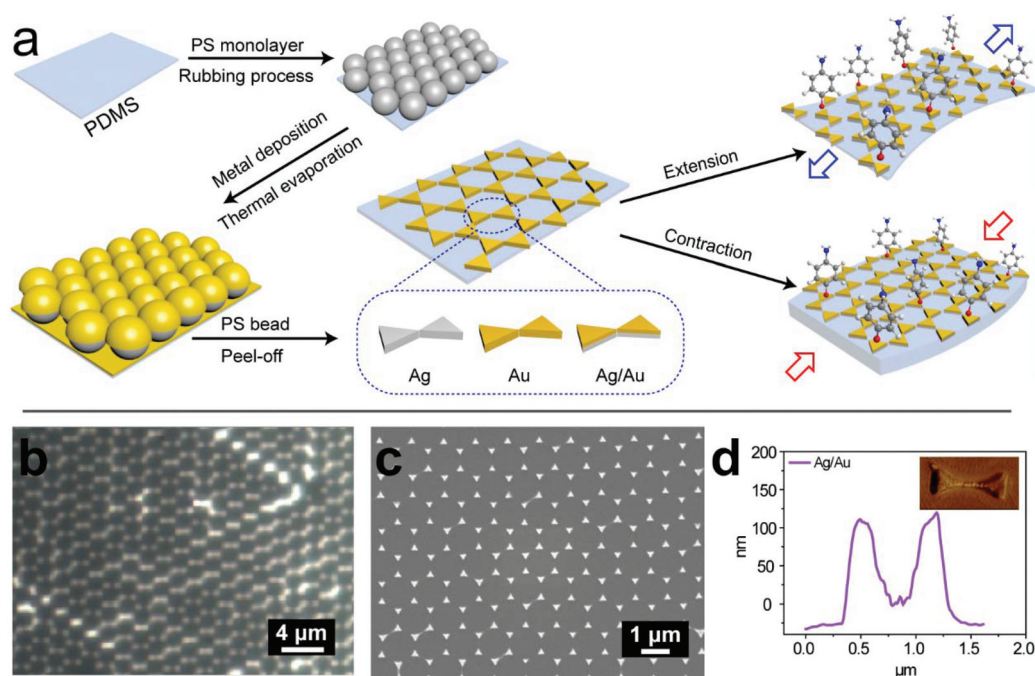 a
PS monolayer
Rubbing process
PDMS
Metal deposition
Thermal evaporation
Extension
Contraction
PS bead
Peel-off
Ag
Au
Ag/Au
b
4 μm
c
1 μm
d
Ag/Au
200
150
100
50
0
nm
0.0
0.5
1.0
1.5
2.0
μm